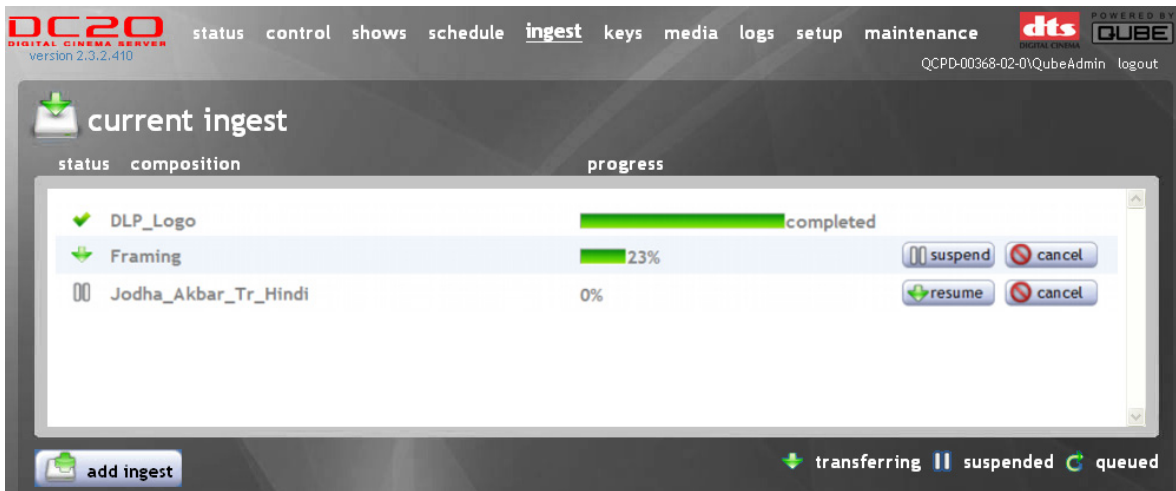 DC20
DIGITAL CINEMA SERVER
version 2.3.2.410
status control shows schedule ingest keys media logs setup maintenance
dts
DIGITAL CINEMA
POWERED BY
QUBE
QCPD-00368-02-0\QubeAdmin logout
current ingest
status composition progress
DLP_Logo completed
Framing 23% suspend cancel
Jodha_Akbar_Tr_Hindi 0% resume cancel
add ingest
transferring suspended queued